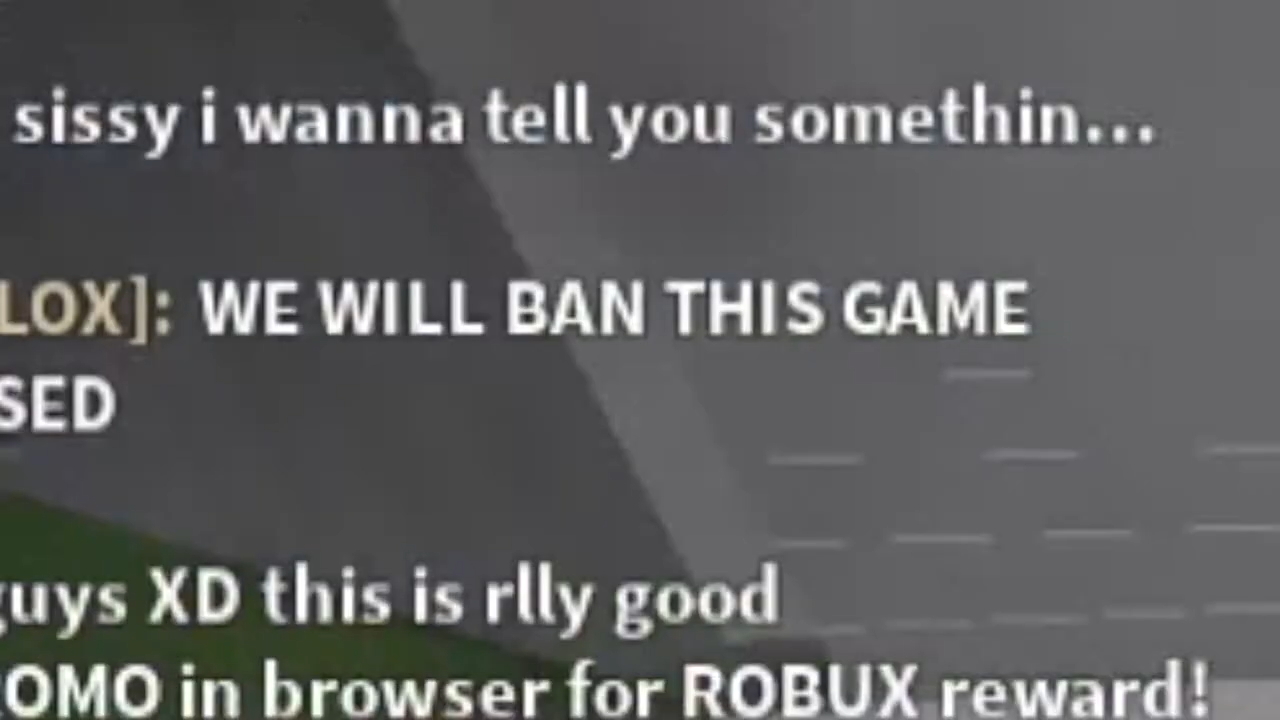 sissy i wanna tell you somethin...
LOX]: WE WILL BAN THIS GAME
SED
guys XD this is rlly good
OMO in browser for ROBUX reward!